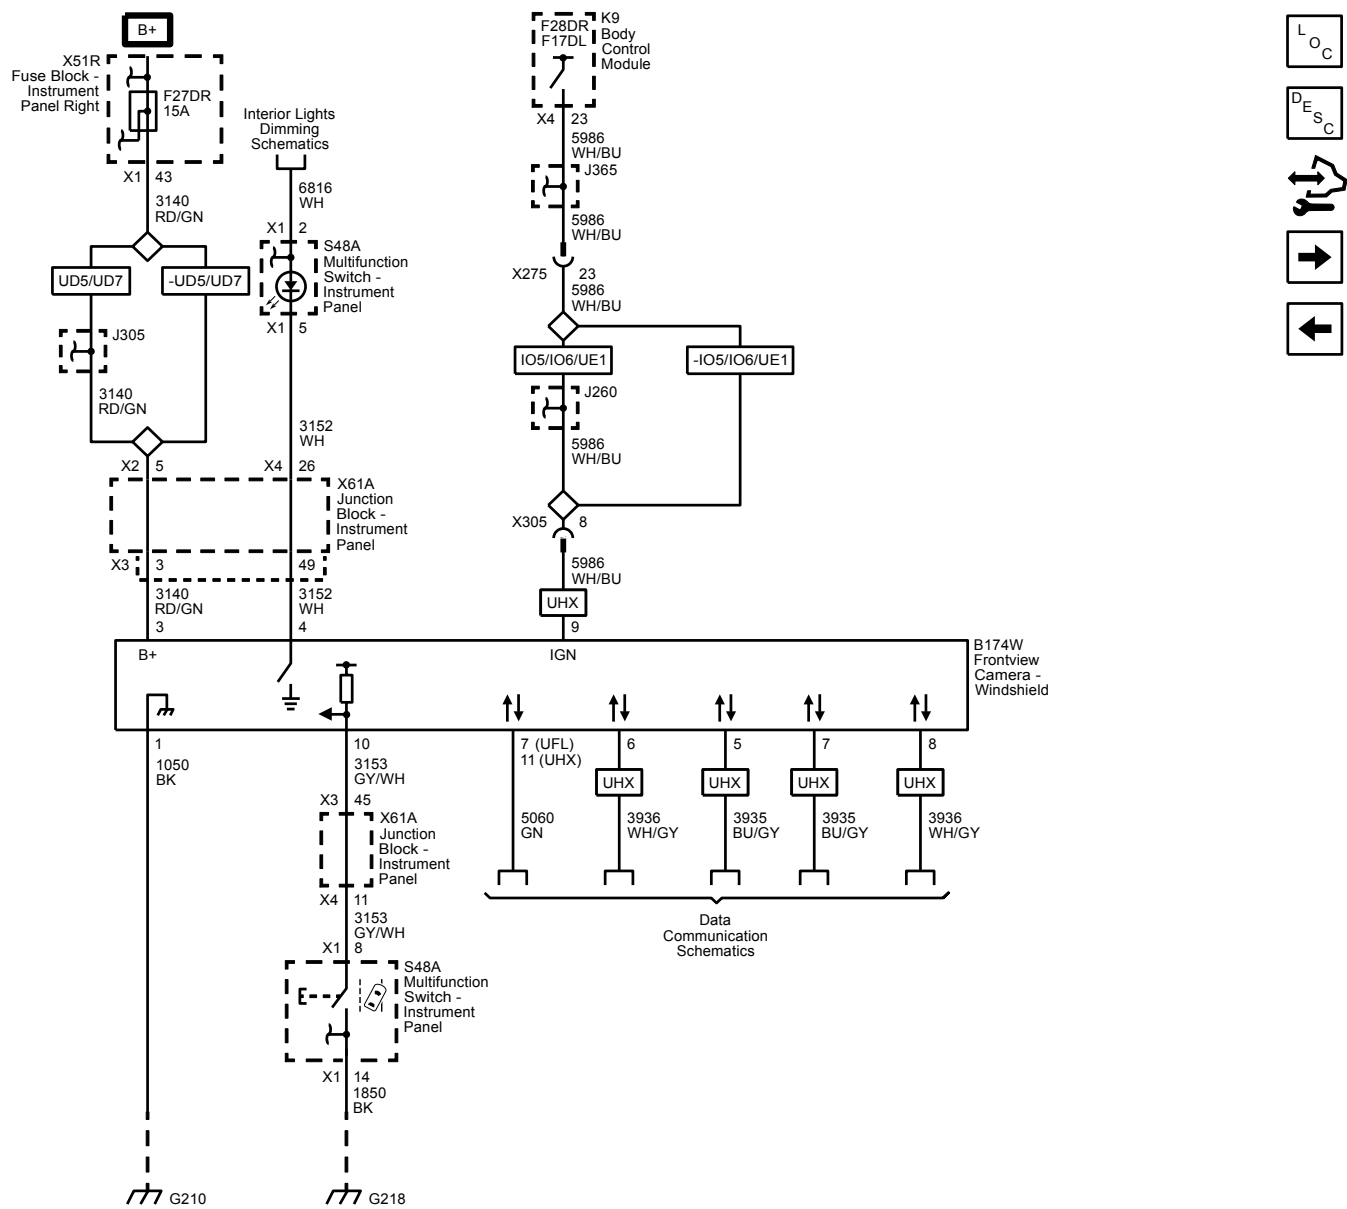 B+
X51R
Fuse Block -
Instrument
Panel Right
F27DR
15A
X1 43
3140
RD/GN
UD5/UD7
-UD5/UD7
J305
3140
RD/GN
X2 5
Interior Lights
Dimming
Schematics
6816
WH
X1 2
S48A
Multifunction
Switch -
Instrument
Panel
X1 5
3152
WH
X4 26
X61A
Junction
Block -
Instrument
Panel
X3 3
49
3140
RD/GN
3
3152
WH
4
F28DR
F17DL
K9
Body
Control
Module
X4 23
5986
WH/BU
J365
5986
WH/BU
X275 23
5986
WH/BU
IO5/IO6/UE1
-IO5/IO6/UE1
J260
5986
WH/BU
X305 8
5986
WH/BU
UHX
9
B+
IGN
B174W
Frontview
Camera -
Windshield
1
1050
BK
10
3153
GY/WH
X3 45
X61A
Junction
Block -
Instrument
Panel
X4 11
3153
GY/WH
X1 8
S48A
Multifunction
Switch -
Instrument
Panel
X1 14
1850
BK
7 (UFL)
11 (UHX)
5060
GN
6
UHX
3936
WH/GY
5
UHX
3935
BU/GY
7
UHX
3935
BU/GY
8
UHX
3936
WH/GY
Data
Communication
Schematics
G210
G218
LOC
DESC